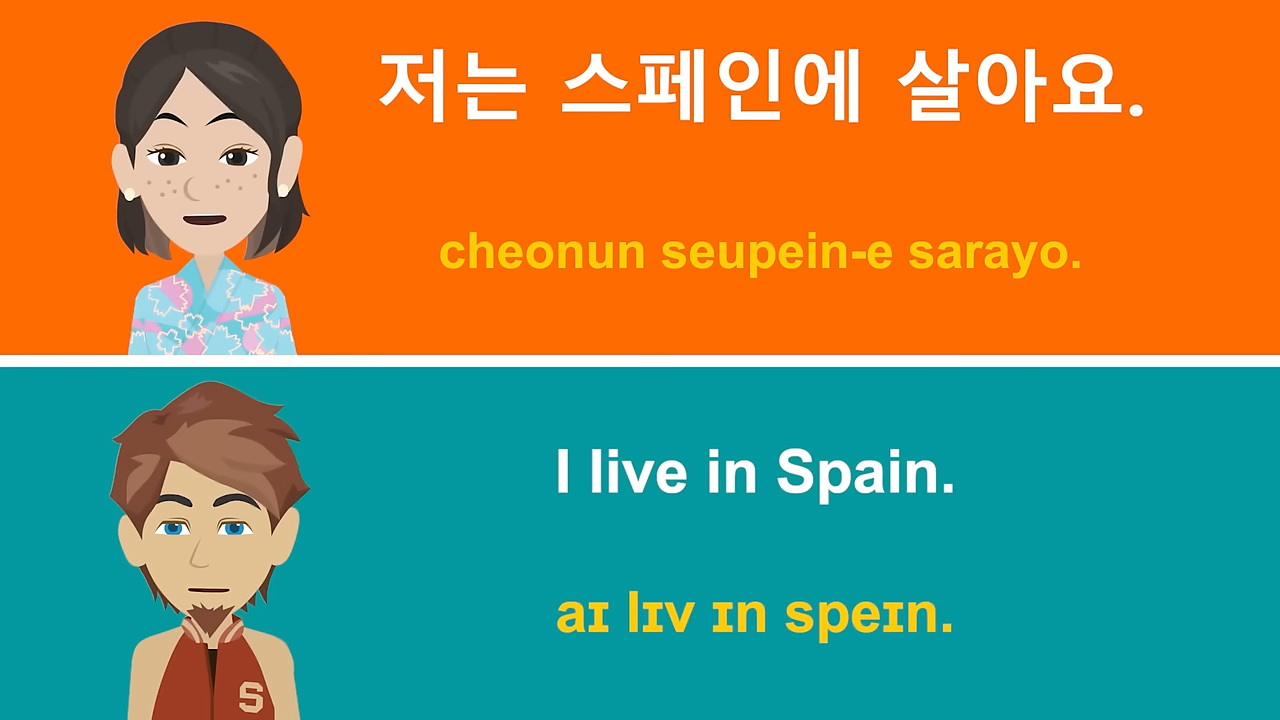 저는 스페인에 살아요.
cheonun seupein-e sarayo.
I live in Spain.
aɪ lɪv ɪn speɪn.
S